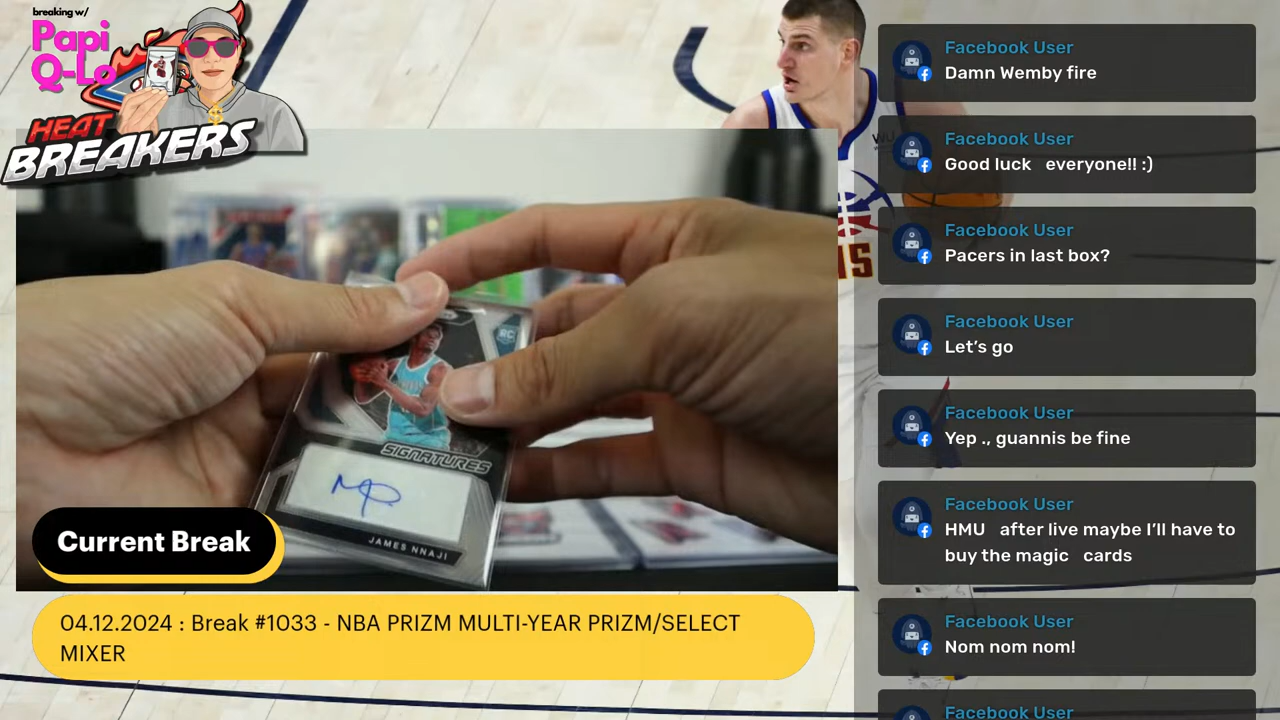 breaking w/
Papi
Q-Lo
HEAT
BREAKERS
RC
SIGNATURES
JAMES NNAJI
Current Break
04.12.2024 : Break #1033 - NBA PRIZM MULTI-YEAR PRIZM/SELECT
MIXER
Facebook User
Damn Wemby fire
Facebook User
Good luck everyone!! :)
Facebook User
Pacers in last box?
Facebook User
Let's go
Facebook User
Yep ., guannis be fine
Facebook User
HMU after live maybe I'll have to
buy the magic cards
Facebook User
Nom nom nom!
Facebook User